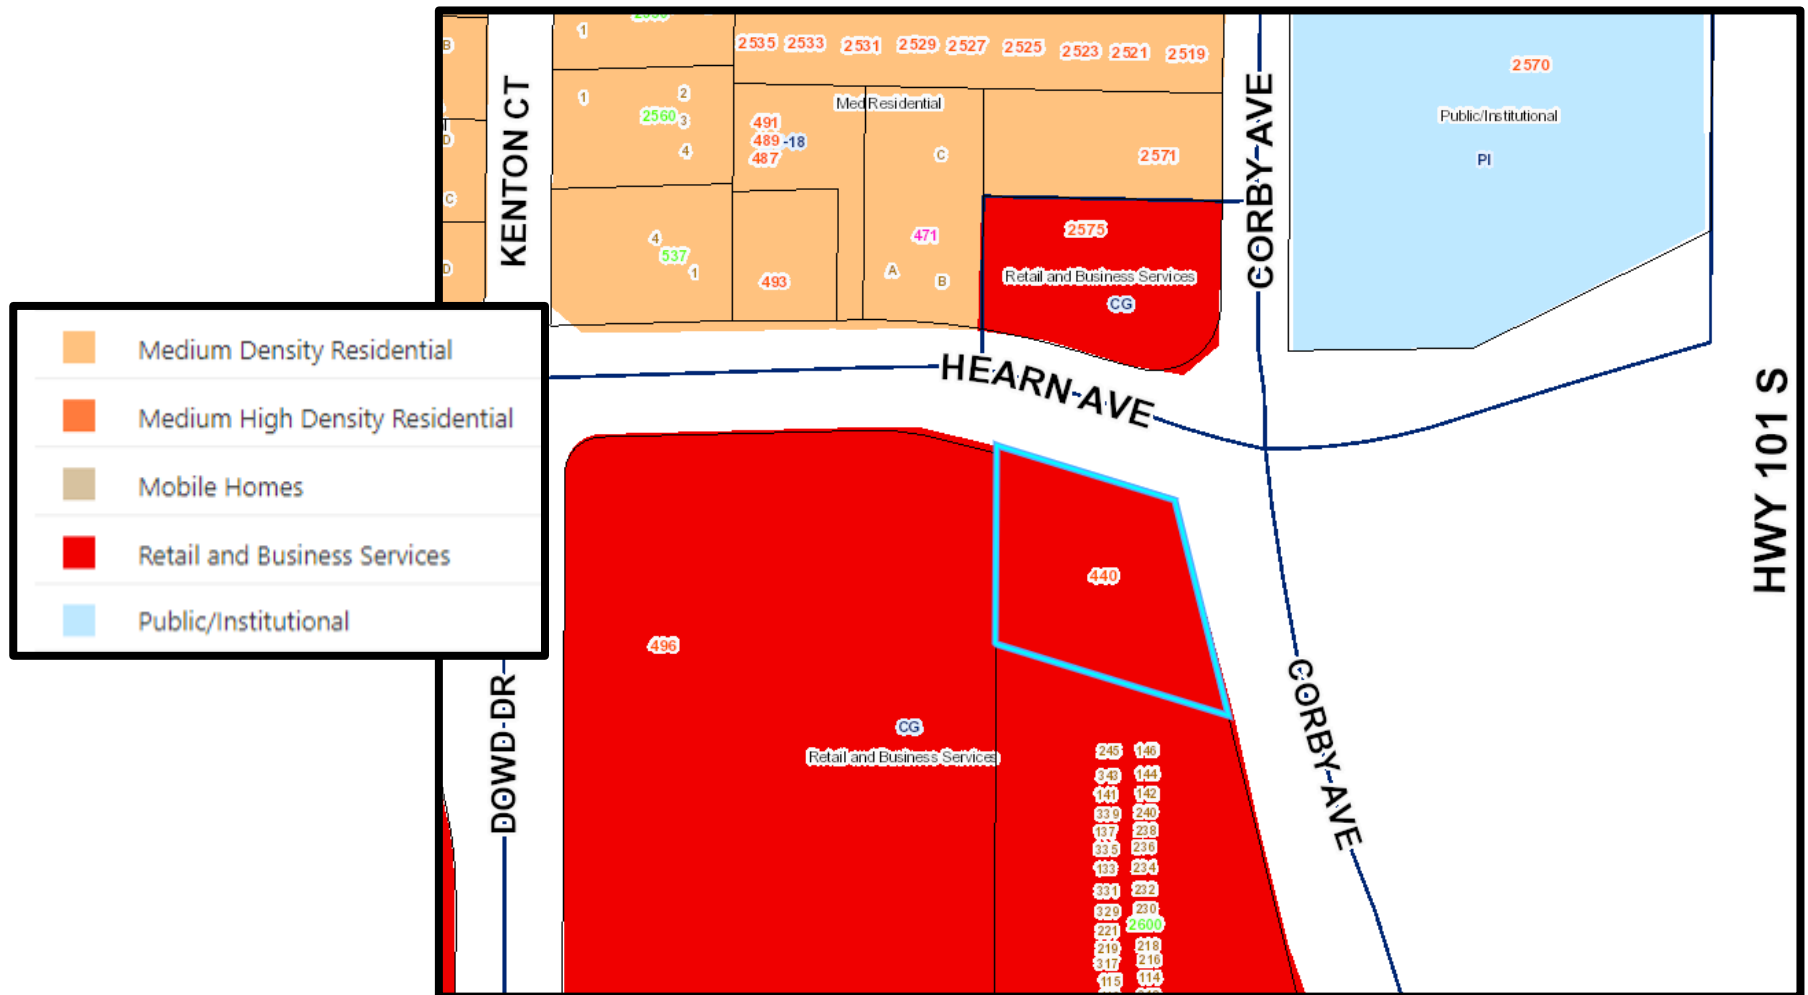 Medium Density Residential
Medium High Density Residential
Mobile Homes
Retail and Business Services
Public/Institutional
KENTON CT
DOWD DR
HEARN AVE
CORBY AVE
CORBY AVE
HWY 101 S
B
D
C
D
1
2535 2533 2531 2529 2527 2525 2523 2521 2519
2570
1
2
2560 3
4
Med Residential
491
489 -18
487
C
2571
Public/Institutional
PI
4
537
1
493
471
A
B
2575
Retail and Business Services
CG
440
496
CG
Retail and Business Services
245 146
343 144
141 142
339 240
137 238
335 236
133 234
331 232
329 230
2600
221
219 218
317 216
115 114